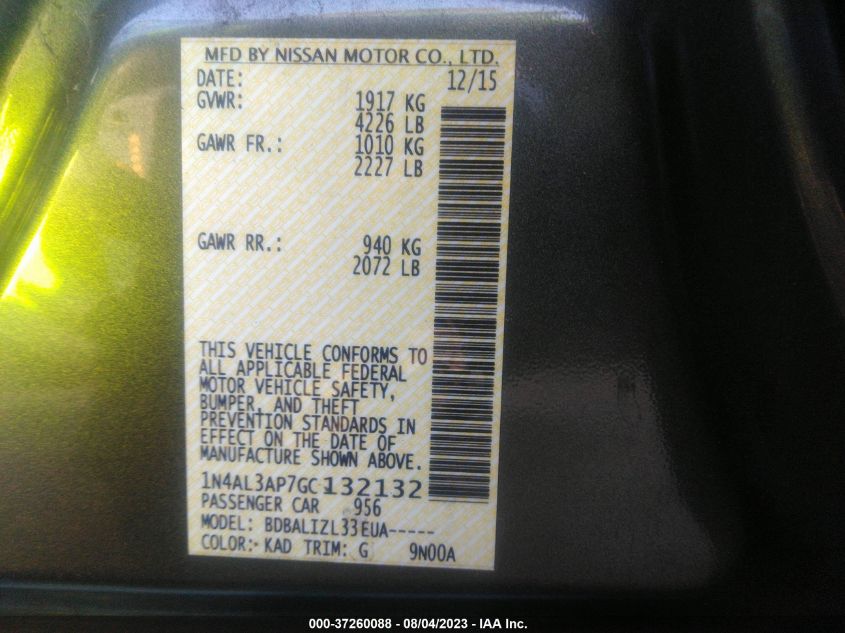 MFD BY NISSAN MOTOR CO., LTD.
DATE: 12/15
GVWR: 1917 KG
4226 LB
GAWR FR.: 1010 KG
2227 LB
GAWR RR.: 940 KG
2072 LB
THIS VEHICLE CONFORMS TO
ALL APPLICABLE FEDERAL
MOTOR VEHICLE SAFETY,
BUMPER, AND THEFT
PREVENTION STANDARDS IN
EFFECT ON THE DATE OF
MANUFACTURE SHOWN ABOVE.
1N4AL3AP7GC132132
PASSENGER CAR 956
MODEL: BDBALIZL33EUA-----
COLOR: KAD TRIM: G 9N00A
000-37260088 - 08/04/2023 - IAA Inc.